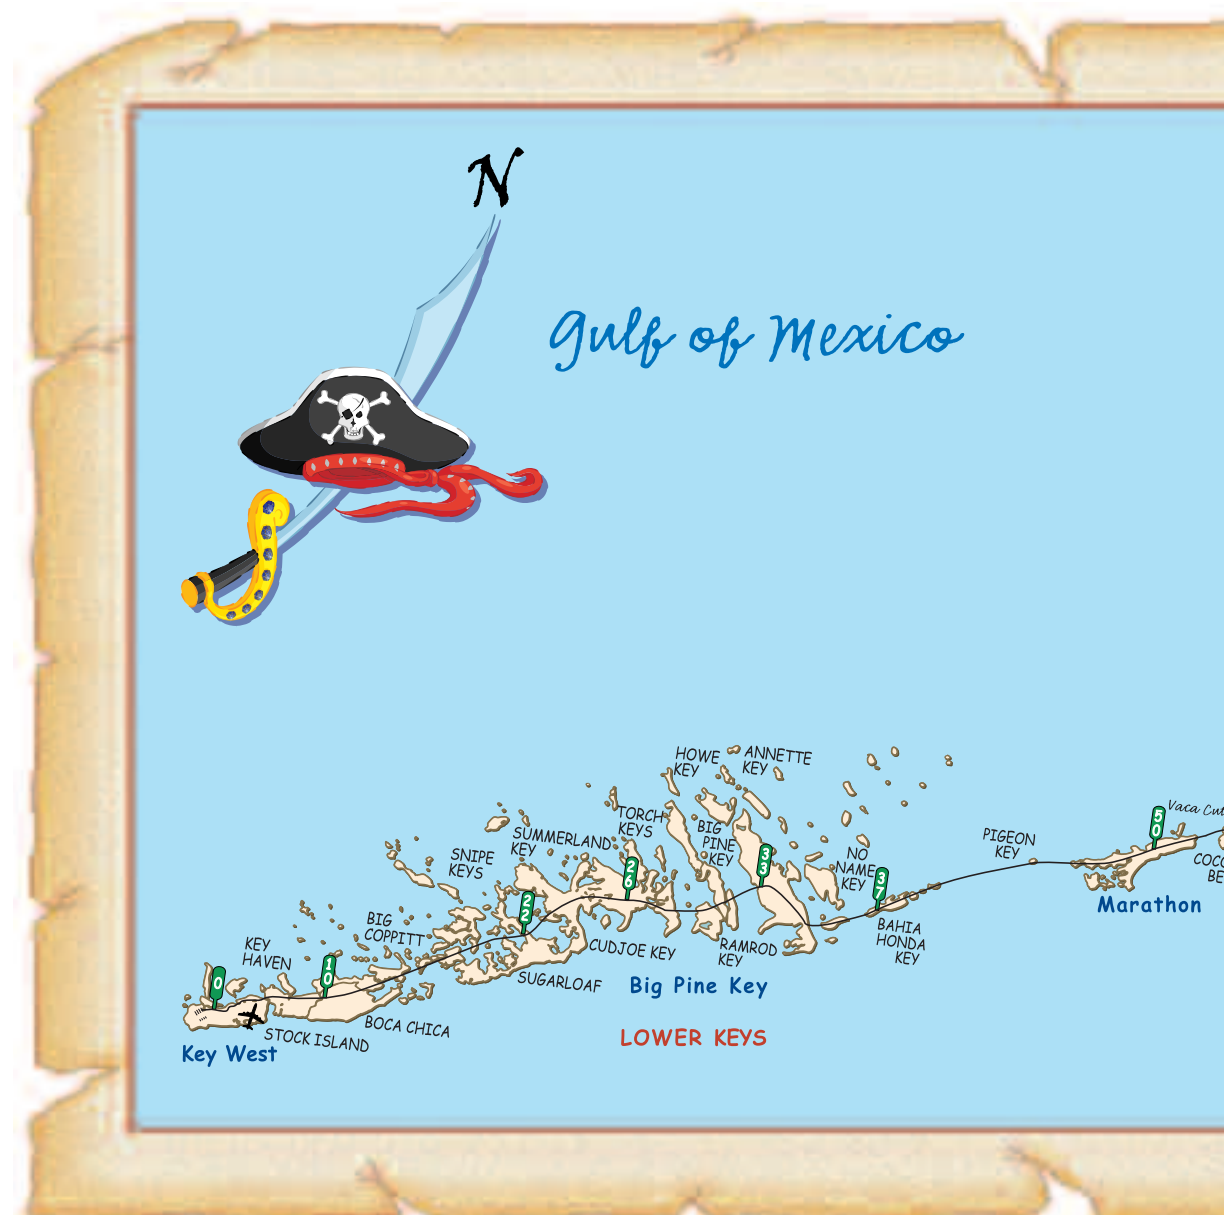 N
Gulf of Mexico
HOWE
KEY
ANNETTE
KEY
TORCH
KEYS
BIG
PINE
KEY
SUMMERLAND
KEY
SNIPE
KEYS
NO
NAME
KEY
PIGEON
KEY
50
Vaca Cut
Marathon
33
26
37
22
BIG
COPPITT
KEY
HAVEN
10
0
CUDJOE KEY
RAMROD
KEY
BAHIA
HONDA
KEY
SUGARLOAF
Big Pine Key
BOCA CHICA
STOCK ISLAND
Key West
LOWER KEYS